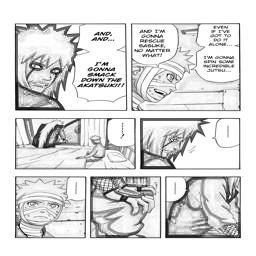 EVEN
IF I'VE
GOT TO
DO IT
ALONE...
I'M
GONNA
SPIN
SOME
INCREDIBLE
JUTSU...
AND I'M
GONNA
RESCUE
SASUKE,
NO MATTER
WHAT!
AND,
AND...
I'M
GONNA
SMACK
DOWN THE
AKATSUKI!!